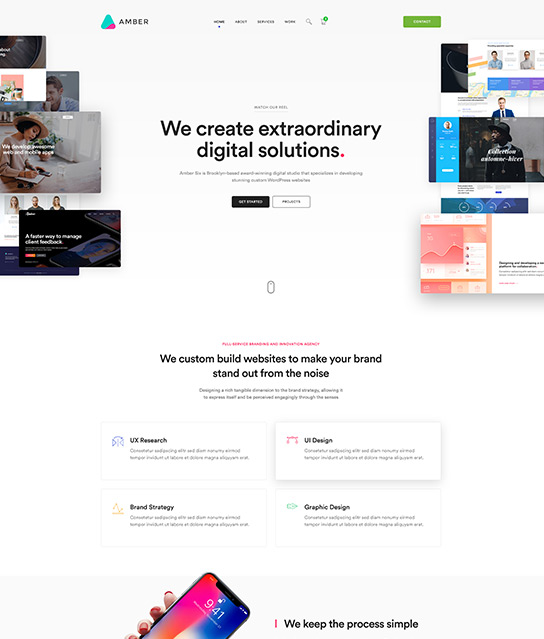 AMBER
HOME ABOUT SERVICES WORK
CONTACT
WATCH OUR REEL
We create extraordinary
digital solutions.
Amber Six is a Brooklyn-based award-winning digital studio that specializes in developing
stunning custom WordPress websites
GET STARTED PROJECTS
We develop awesome
web and mobile apps
A faster way to manage
client feedback.
Collection
automne-hiver
Designing and developing a
platform for collaboration.
FULL-SERVICE BRANDING AND INNOVATION AGENCY
We custom build websites to make your brand
stand out from the noise
Designing a rich tangible dimension to the brand strategy, allowing it
to express itself and be perceived engagingly through the senses
UX Research
Consetetur sadipscing elitr sed diam nonumy eirmod
tempor invidunt ut labore et dolore magna aliquyam erat.
UI Design
Consetetur sadipscing elitr sed diam nonumy eirmod
tempor invidunt ut labore et dolore magna aliquyam erat.
Brand Strategy
Consetetur sadipscing elitr sed diam nonumy eirmod
tempor invidunt ut labore et dolore magna aliquyam erat.
Graphic Design
Consetetur sadipscing elitr sed diam nonumy eirmod
tempor invidunt ut labore et dolore magna aliquyam erat.
9:41
We keep the process simple